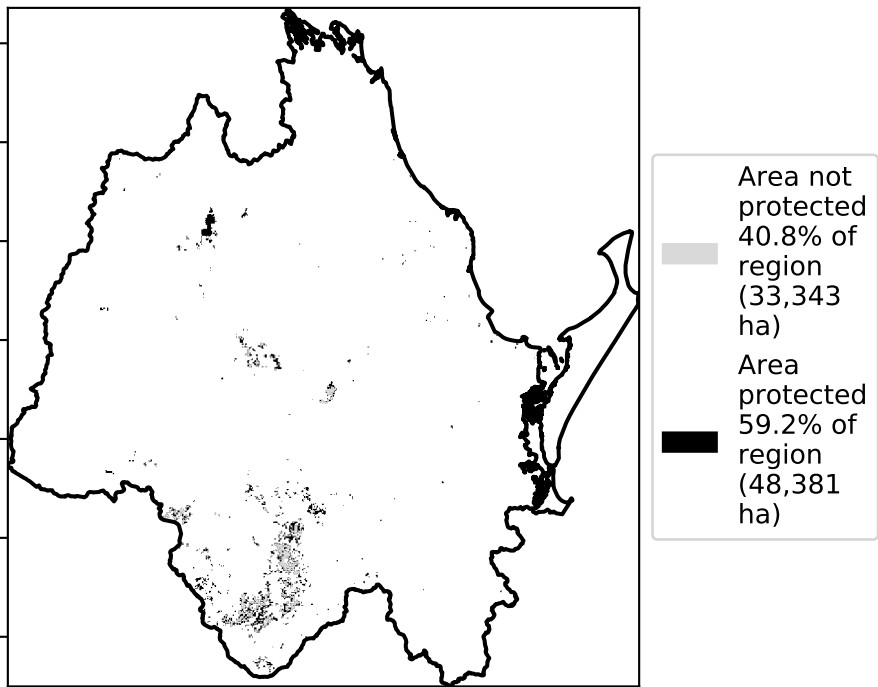 Area not
protected
40.8% of
region
(33,343
ha)
Area
protected
59.2% of
region
(48,381
ha)